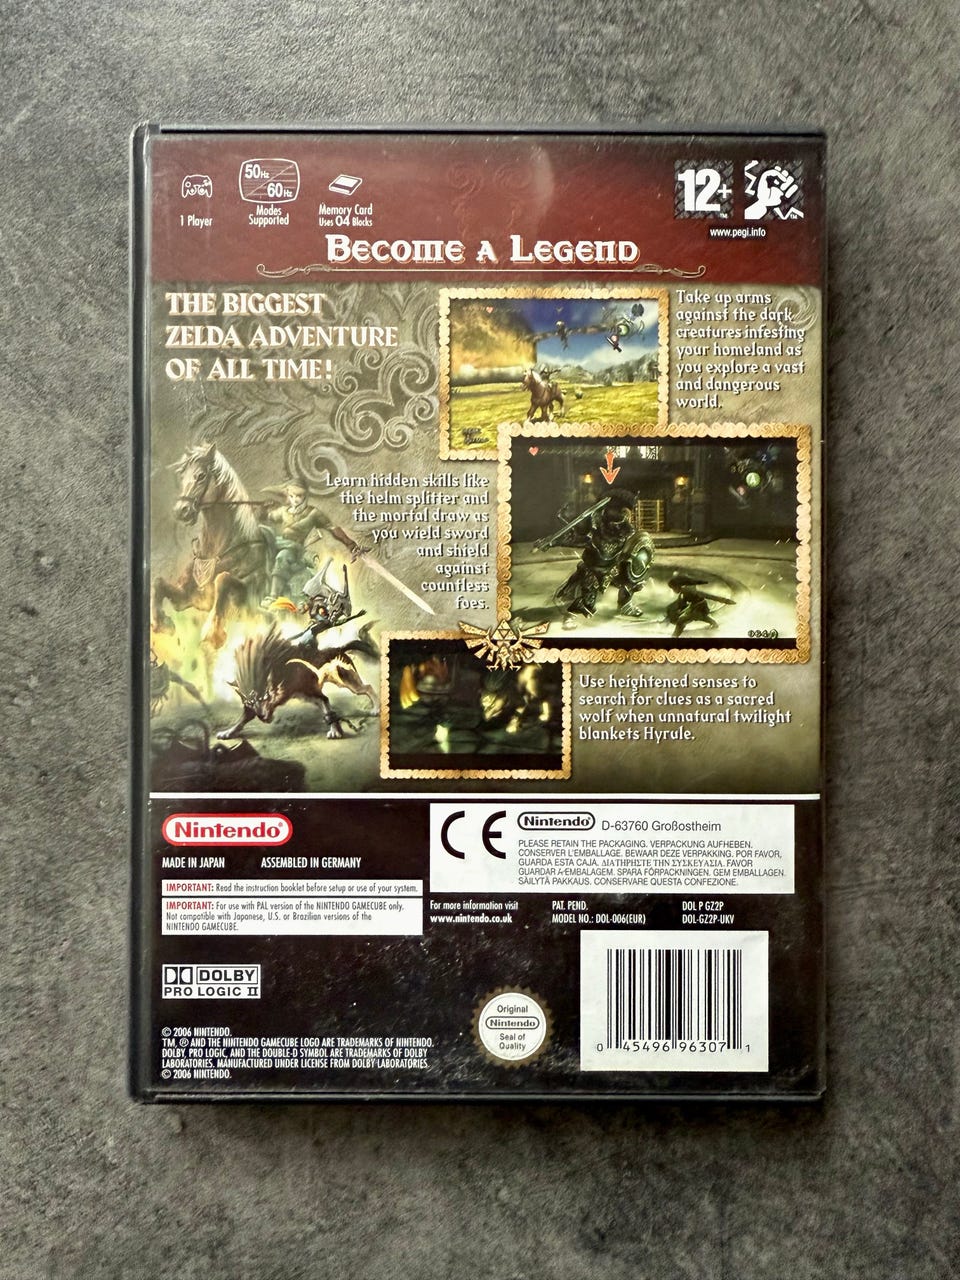 50Hz
60Hz
1 Player
Modes
Supported
Memory Card
Uses 04 Blocks
12+
™
™
www.pegi.info
BECOME A LEGEND
THE BIGGEST
ZELDA ADVENTURE
OF ALL TIME!
Take up arms
against the dark
creatures infesting
your homeland as
you explore a vast
and dangerous
world.
Learn hidden skills like
the helm splitter and
the mortal draw as
you wield sword
and shield
against
countless
foes.
Use heightened senses to
search for clues as a sacred
wolf when unnatural twilight
blankets Hyrule.
Nintendo®
MADE IN JAPAN ASSEMBLED IN GERMANY
IMPORTANT: Read the instruction booklet before setup or use of your system.
IMPORTANT: For use with PAL version of the NINTENDO GAMECUBE only.
Not compatible with Japanese, U.S. or Brazilian versions of the
NINTENDO GAMECUBE.
CE
Nintendo® D-63760 Großostheim
PLEASE RETAIN THE PACKAGING. VERPACKUNG AUFHEBEN.
CONSERVER L'EMBALLAGE. BEWAAR DEZE VERPAKKING. POR FAVOR,
GUARDA ESTA CAJA. ΔΙΑΤΗΡΗΣΤΕ ΤΗΝ ΣΥΣΚΕΥΑΣΙΑ. FAVOR
GUARDAR A EMBALAGEM. SPARA FÖRPACKNINGEN. GEM EMBALLAGEN.
SÄILYTÄ PAKKAUS. CONSERVARE QUESTA CONFEZIONE.
For more information visit
www.nintendo.co.uk
PAT. PEND.
MODEL NO.: DOL-006(EUR)
DOL P GZ2P
DOL-GZ2P-UKV
DOLBY
PRO LOGIC II
Original
Nintendo
Seal of
Quality
0 45496 96307 1
© 2006 NINTENDO.
TM, ® AND THE NINTENDO GAMECUBE LOGO ARE TRADEMARKS OF NINTENDO.
DOLBY, PRO LOGIC, AND THE DOUBLE-D SYMBOL ARE TRADEMARKS OF DOLBY
LABORATORIES. MANUFACTURED UNDER LICENSE FROM DOLBY LABORATORIES.
© 2006 NINTENDO.